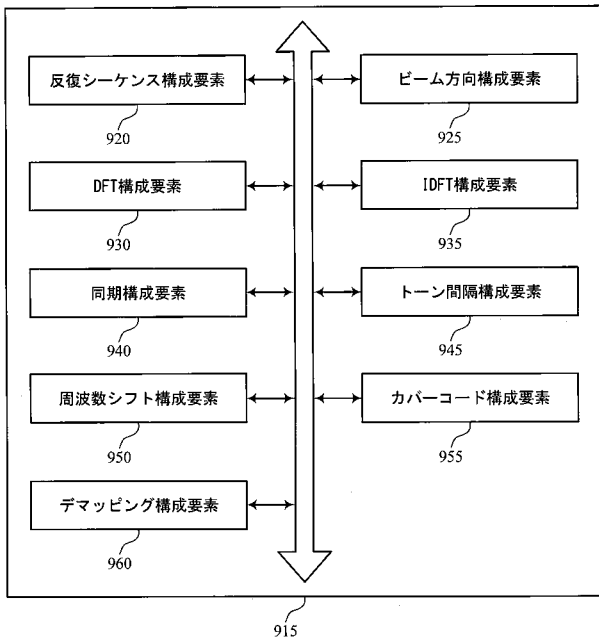 反復シーケンス構成要素
920
ビーム方向構成要素
925
DFT構成要素
930
IDFT構成要素
935
同期構成要素
940
トーン間隔構成要素
945
周波数シフト構成要素
950
カバーコード構成要素
955
デマッピング構成要素
960
915